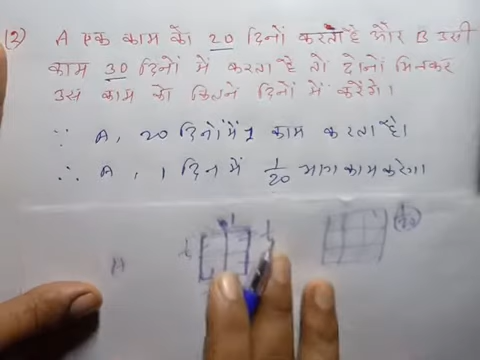 (2) A एक काम को 20 दिनों करता है और B उसी
काम 30 दिनों में करता है तो दोनों मिलकर
उस काम को कितने दिनों में करेंगे।
∵ A, 20 दिनों में 1 काम करता है।
∴ A, 1 दिन में 1/20 भाग काम करेगा।
A